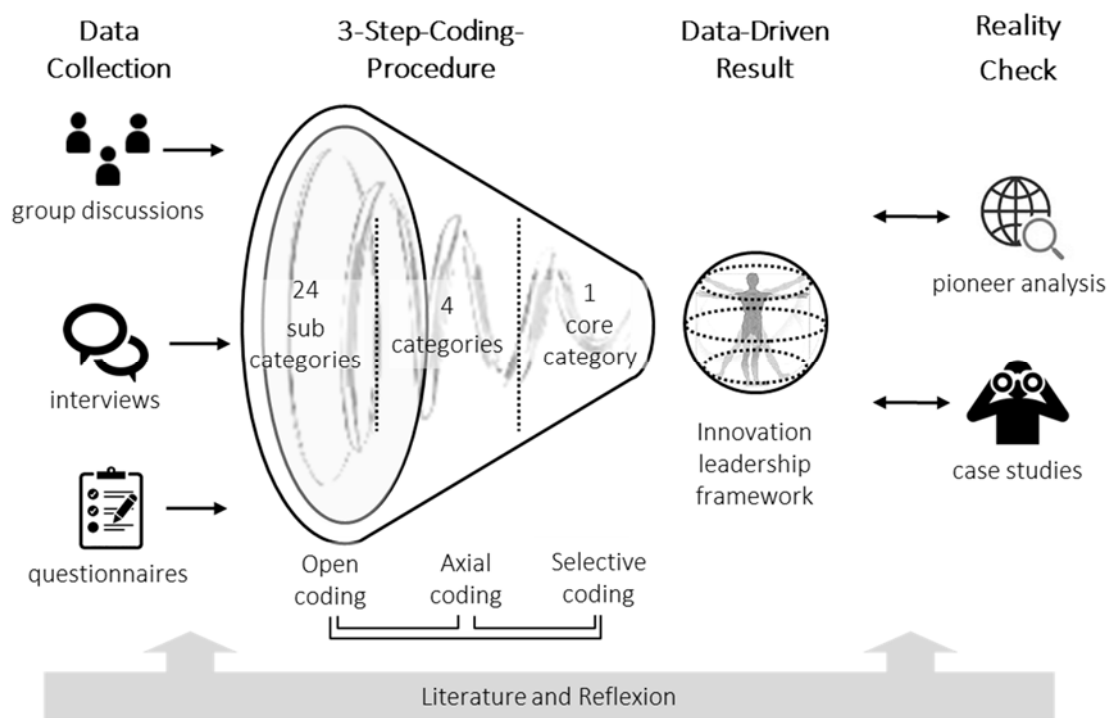 Data
Collection
3-Step-Coding-
Procedure
Data-Driven
Result
Reality
Check
group discussions
interviews
questionnaires
24
sub
categories
4
categories
1
core
category
Open
coding
Axial
coding
Selective
coding
Innovation
leadership
framework
pioneer analysis
case studies
Literature and Reflexion